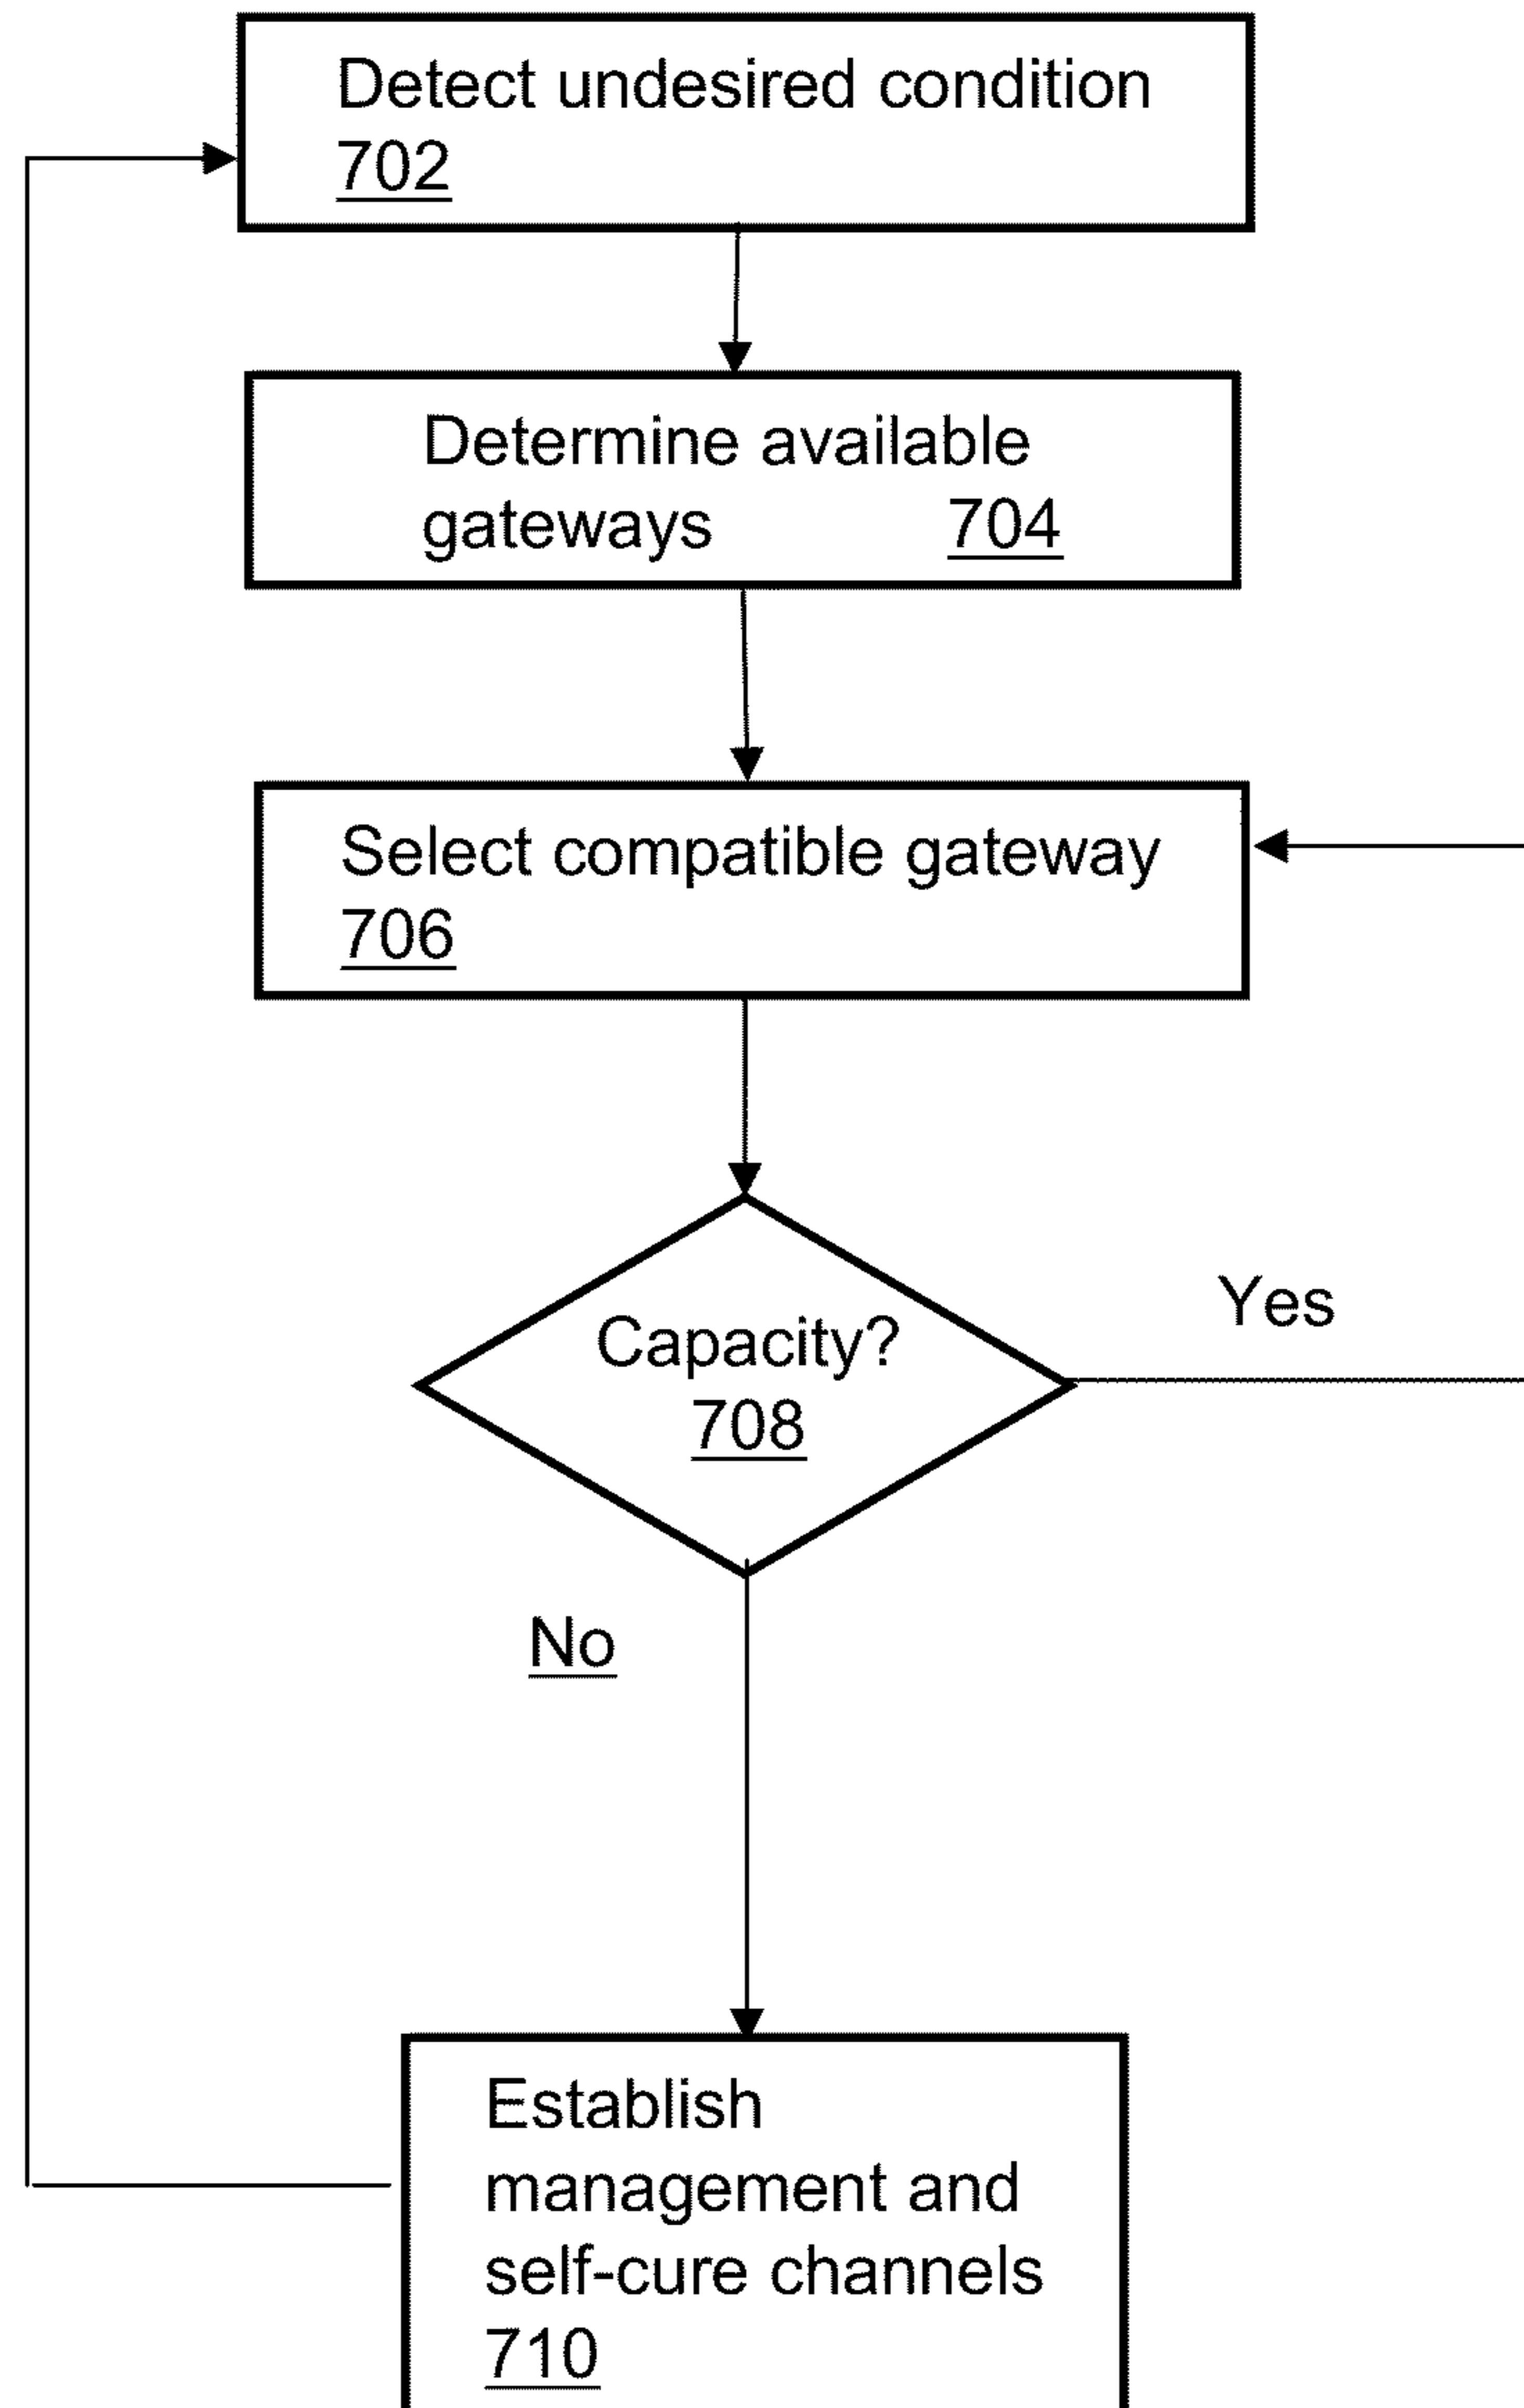 Detect undesired condition
702
Determine available
gateways 704
Select compatible gateway
706
Capacity?
708
Yes
No
Establish
management and
self-cure channels
710